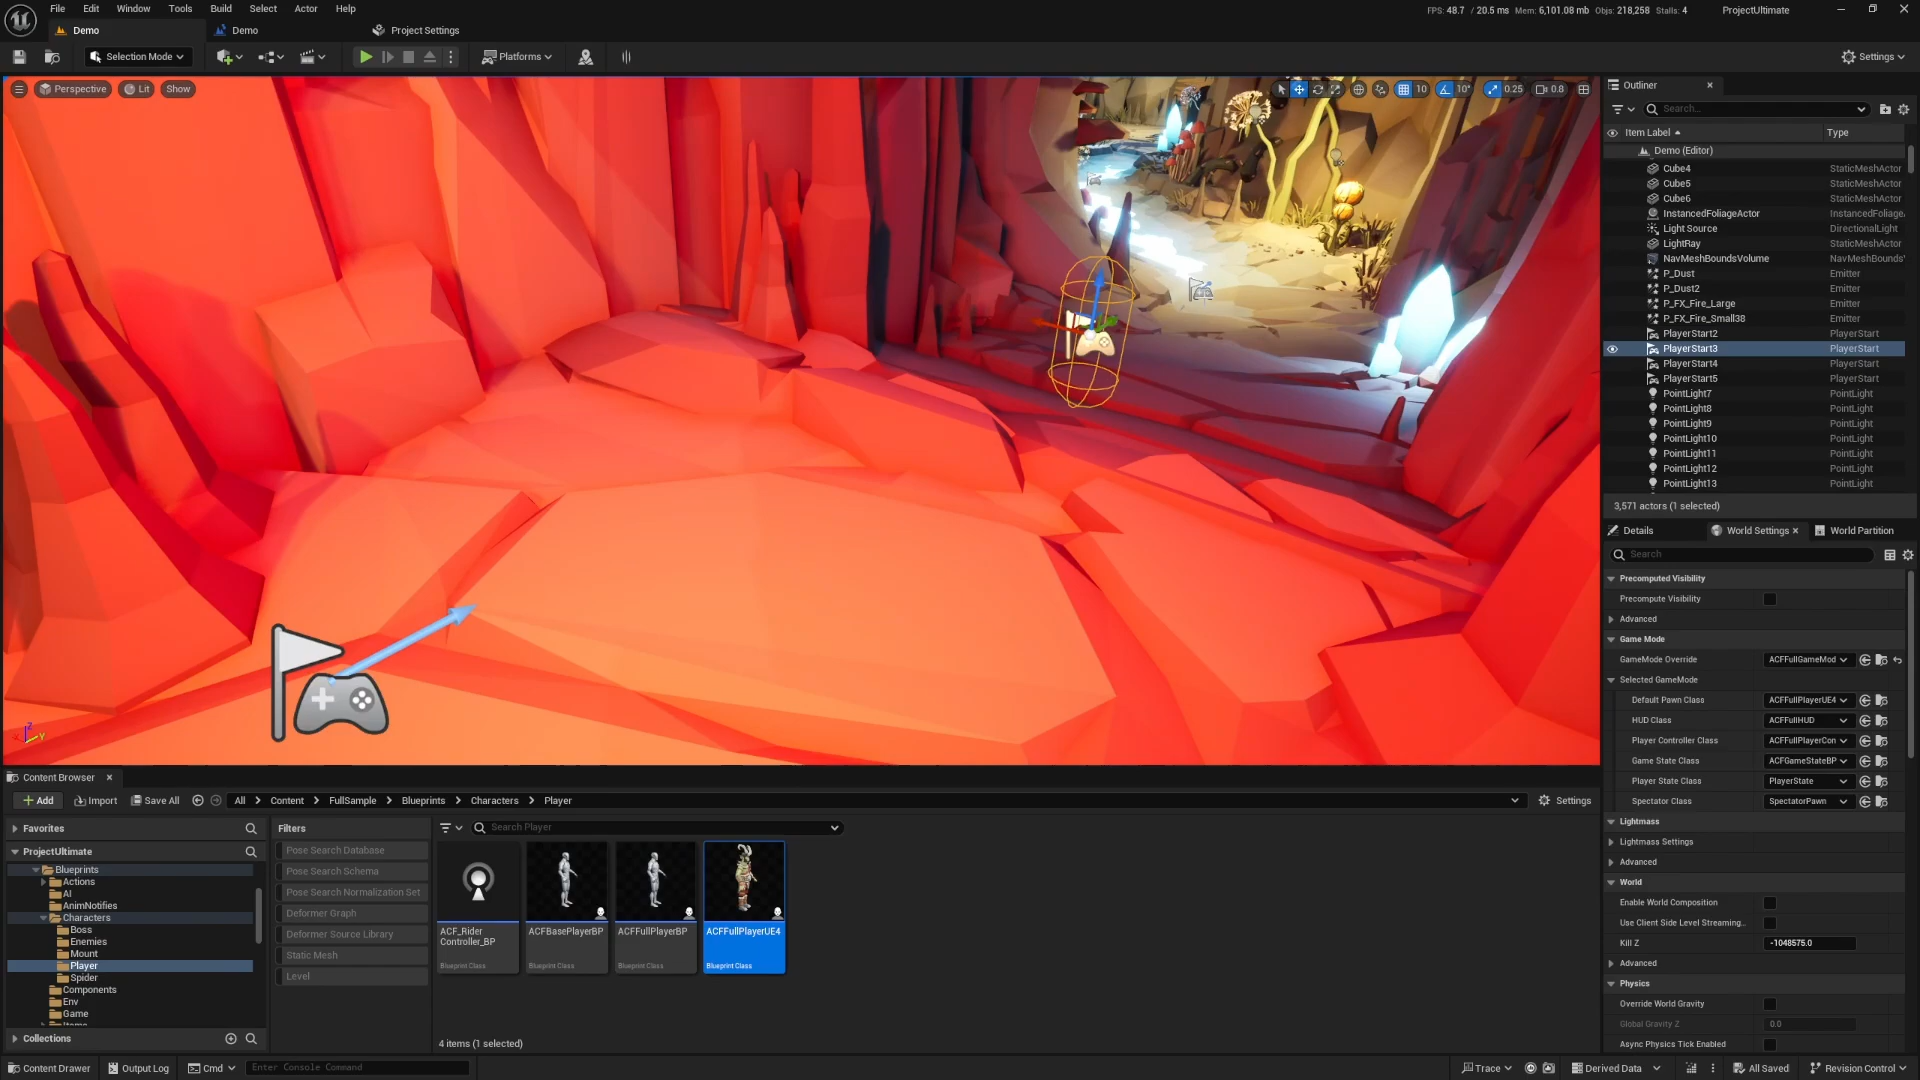 File Edit Window Tools Build Select Actor Help
FPS: 48.7 / 20.5 ms Mem: 6,101.08 mb Objs: 218,258 Stalls: 4 ProjectUltimate
Demo Demo Project Settings
Selection Mode Platforms Settings
Perspective Lit Show
10 10° 0.25 0.8
Outliner
Search...
Item Label Type
Demo (Editor)
Cube4 StaticMeshActor
Cube5 StaticMeshActor
Cube6 StaticMeshActor
InstancedFoliageActor InstancedFoliage
Light Source DirectionalLight
LightRay StaticMeshActor
NavMeshBoundsVolume NavMeshBounds
P_Dust Emitter
P_Dust2 Emitter
P_FX_Fire_Large Emitter
P_FX_Fire_Small38 Emitter
PlayerStart2 PlayerStart
PlayerStart3 PlayerStart
PlayerStart4 PlayerStart
PlayerStart5 PlayerStart
PointLight7 PointLight
PointLight8 PointLight
PointLight9 PointLight
PointLight10 PointLight
PointLight11 PointLight
PointLight12 PointLight
PointLight13 PointLight
3,571 actors (1 selected)
Details World Settings World Partition
Search
Precomputed Visibility
Precompute Visibility
Advanced
Game Mode
GameMode Override ACFFullGameMod
Selected GameMode
Default Pawn Class ACFFullPlayerUE4
HUD Class ACFFullHUD
Player Controller Class ACFFullPlayerCon
Game State Class ACFGameStateBP
Player State Class PlayerState
Spectator Class SpectatorPawn
Lightmass
Lightmass Settings
Advanced
World
Enable World Composition
Use Client Side Level Streaming..
Kill Z -1048575.0
Advanced
Physics
Override World Gravity
Global Gravity Z 0.0
Async Physics Tick Enabled
Content Browser
Add Import Save All All Content FullSample Blueprints Characters Player Settings
Favorites
ProjectUltimate
Blueprints
Actions
AI
AnimNotifies
Characters
Boss
Enemies
Mount
Player
Spider
Components
Env
Game
Items
Collections
Filters
Pose Search Database
Pose Search Schema
Pose Search Normalization Set
Deformer Graph
Deformer Source Library
Static Mesh
Level
Search Player
ACF_Rider
Controller_BP
Blueprint Class
ACFBasePlayerBP
Blueprint Class
ACFFullPlayerBP
Blueprint Class
ACFFullPlayerUE4
Blueprint Class
4 items (1 selected)
Content Drawer Output Log Cmd Enter Console Command Trace Derived Data All Saved Revision Control